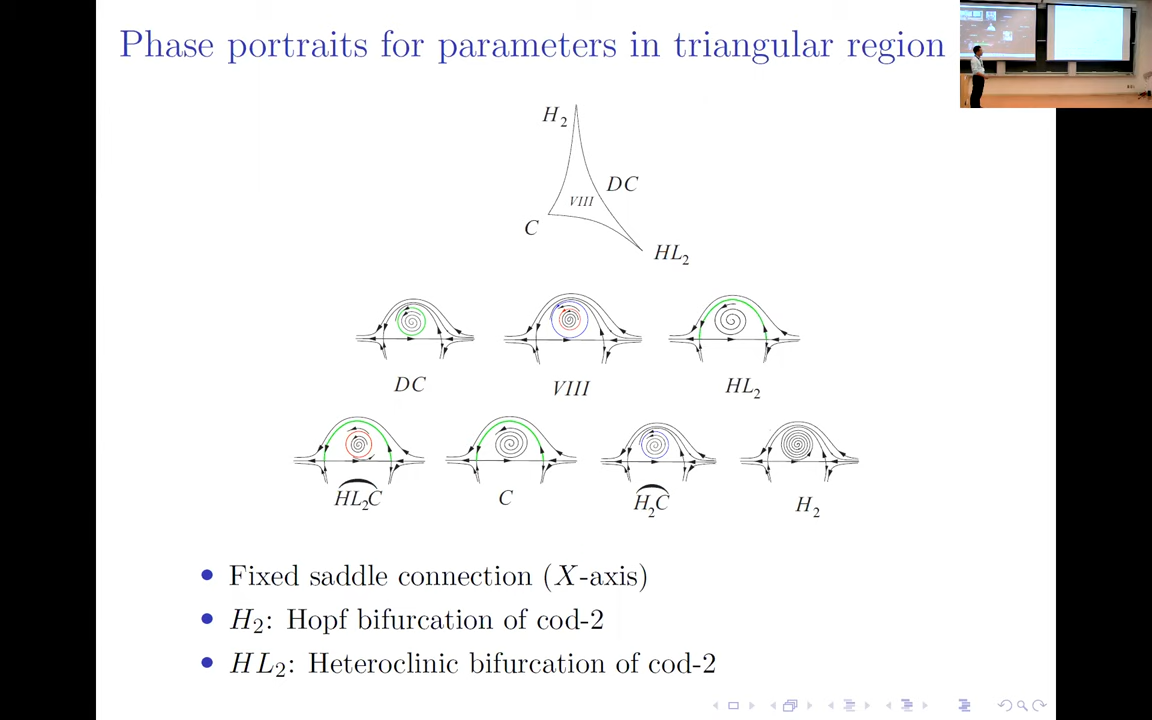 Phase portraits for parameters in triangular region
H2
DC
VIII
C
HL2
DC
VIII
HL2
HL2C
C
H2C
H2
• Fixed saddle connection (X-axis)
• H2: Hopf bifurcation of cod-2
• HL2: Heteroclinic bifurcation of cod-2